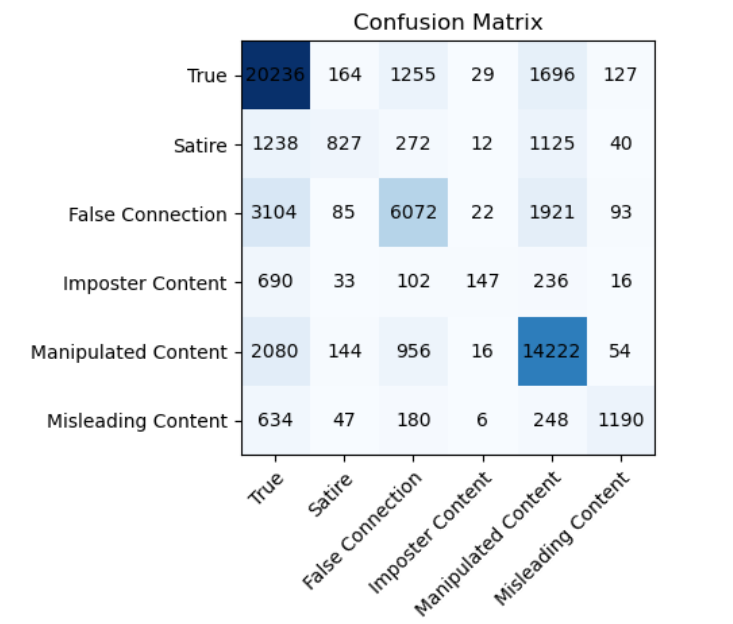 Confusion Matrix
True 20236 164 1255 29 1696 127
Satire 1238 827 272 12 1125 40
False Connection 3104 85 6072 22 1921 93
Imposter Content 690 33 102 147 236 16
Manipulated Content 2080 144 956 16 14222 54
Misleading Content 634 47 180 6 248 1190
True
Satire
False Connection
Imposter Content
Manipulated Content
Misleading Content